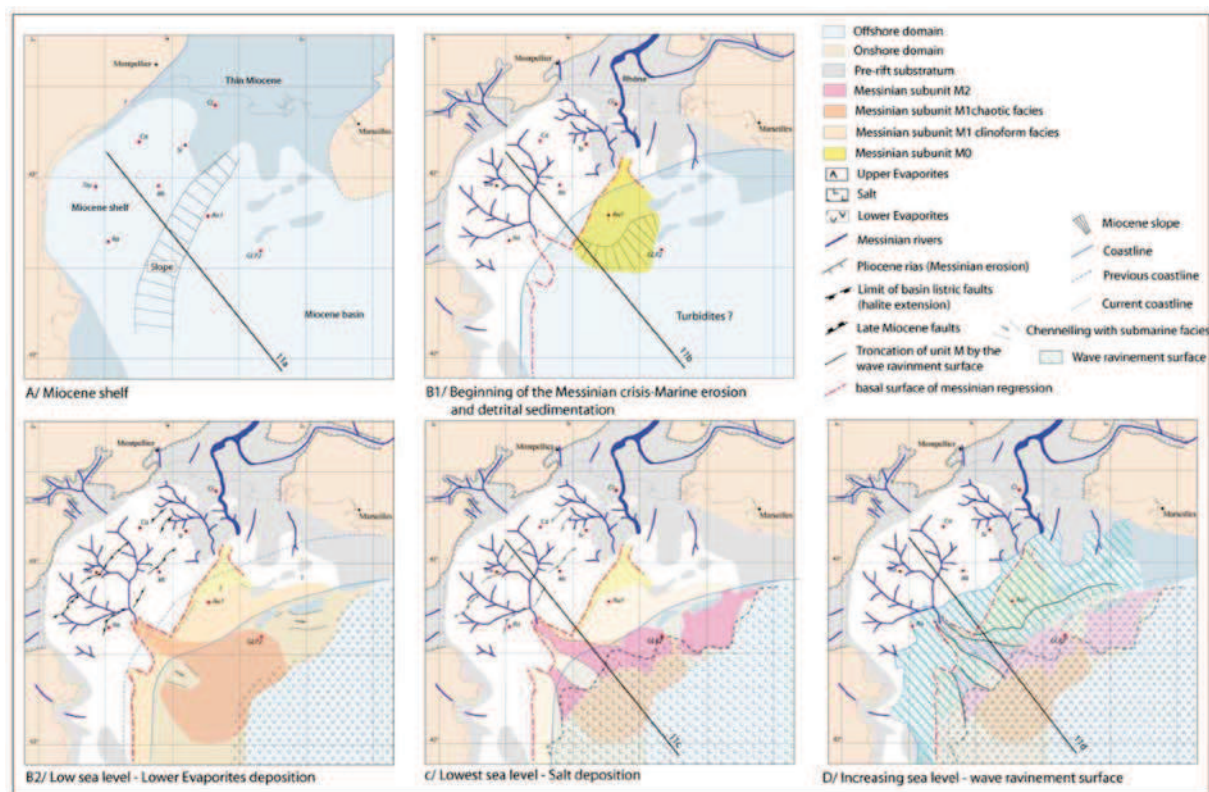 Montpellier
Thin Miocene
Marseilles
Miocene shelf
Slope
Miocene basin
11a
A/ Miocene shelf
Montpellier
Rhône
Marseilles
Turbidites ?
11b
B1/ Beginning of the Messinian crisis-Marine erosion
and detrital sedimentation
Offshore domain
Onshore domain
Pre-rift substratum
Messinian subunit M2
Messinian subunit M1chaotic facies
Messinian subunit M1 clinoform facies
Messinian subunit M0
Upper Evaporites
Salt
Lower Evaporites
Messinian rivers
Pliocene rias (Messinian erosion)
Limit of basin listric faults
(halite extension)
Late Miocene faults
Troncation of unit M by the
wave ravinment surface
basal surface of messinian regression
Miocene slope
Coastline
Previous coastline
Current coastline
Chennelling with submarine facies
Wave ravinement surface
Montpellier
Marseilles
B2/ Low sea level - Lower Evaporites deposition
Montpellier
Marseilles
11c
c/ Lowest sea level - Salt deposition
Montpellier
Marseilles
11d
D/ Increasing sea level - wave ravinement surface